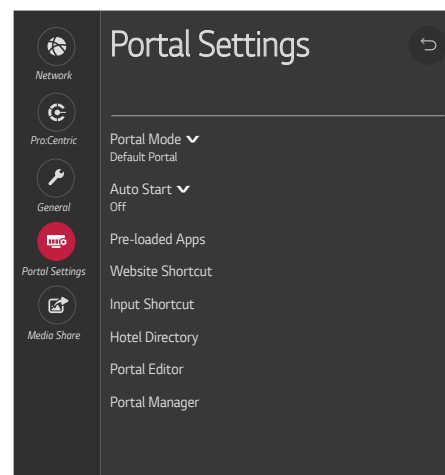 Portal Settings
Network
Pro:Centric
General
Portal Settings
Media Share
Portal Mode
Default Portal
Auto Start
Off
Pre-loaded Apps
Website Shortcut
Input Shortcut
Hotel Directory
Portal Editor
Portal Manager